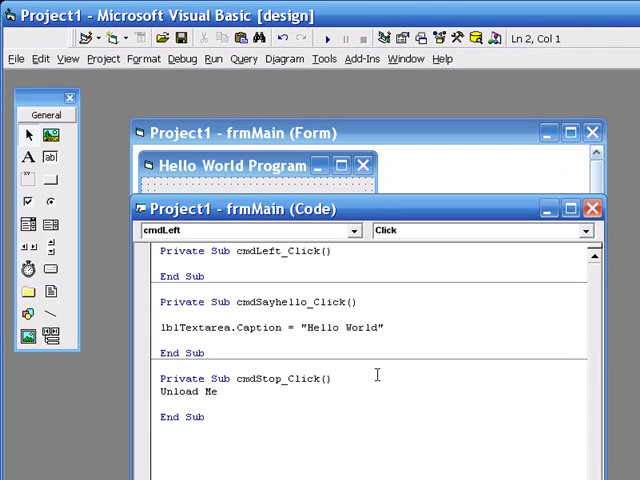 Project1 - Microsoft Visual Basic [design]
Ln 2, Col 1
File Edit View Project Format Debug Run Query Diagram Tools Add-Ins Window Help
General
A ab|
xy
Project1 - frmMain (Form)
Hello World Program
Project1 - frmMain (Code)
cmdLeft Click
Private Sub cmdLeft_Click()
End Sub
Private Sub cmdSayhello_Click()
lblTextarea.Caption = "Hello World"
End Sub
Private Sub cmdStop_Click()
Unload Me
End Sub